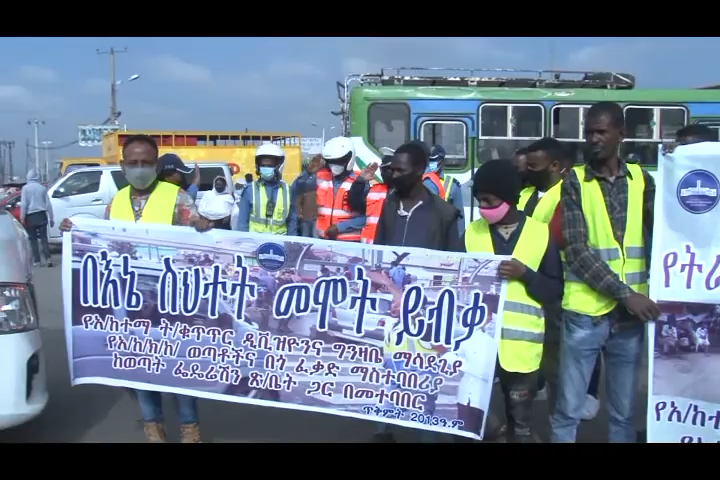 በእኔ ስህተት መሞት ይብቃ
የአ/ከተማ ት/ቁጥጥር ዲቪዝዮንና ግንዛቤ ማሳደጊያ
የአ/ከ/ክ/ ወጣቶችና በጎ ፈቃድ ማስተባበሪያ
ከወጣት ፌዴሬሽን ጽ/ቤት ጋር በመተባበር
ጥቅምት 2013ዓ.ም
የትራ
የአ/ከተ